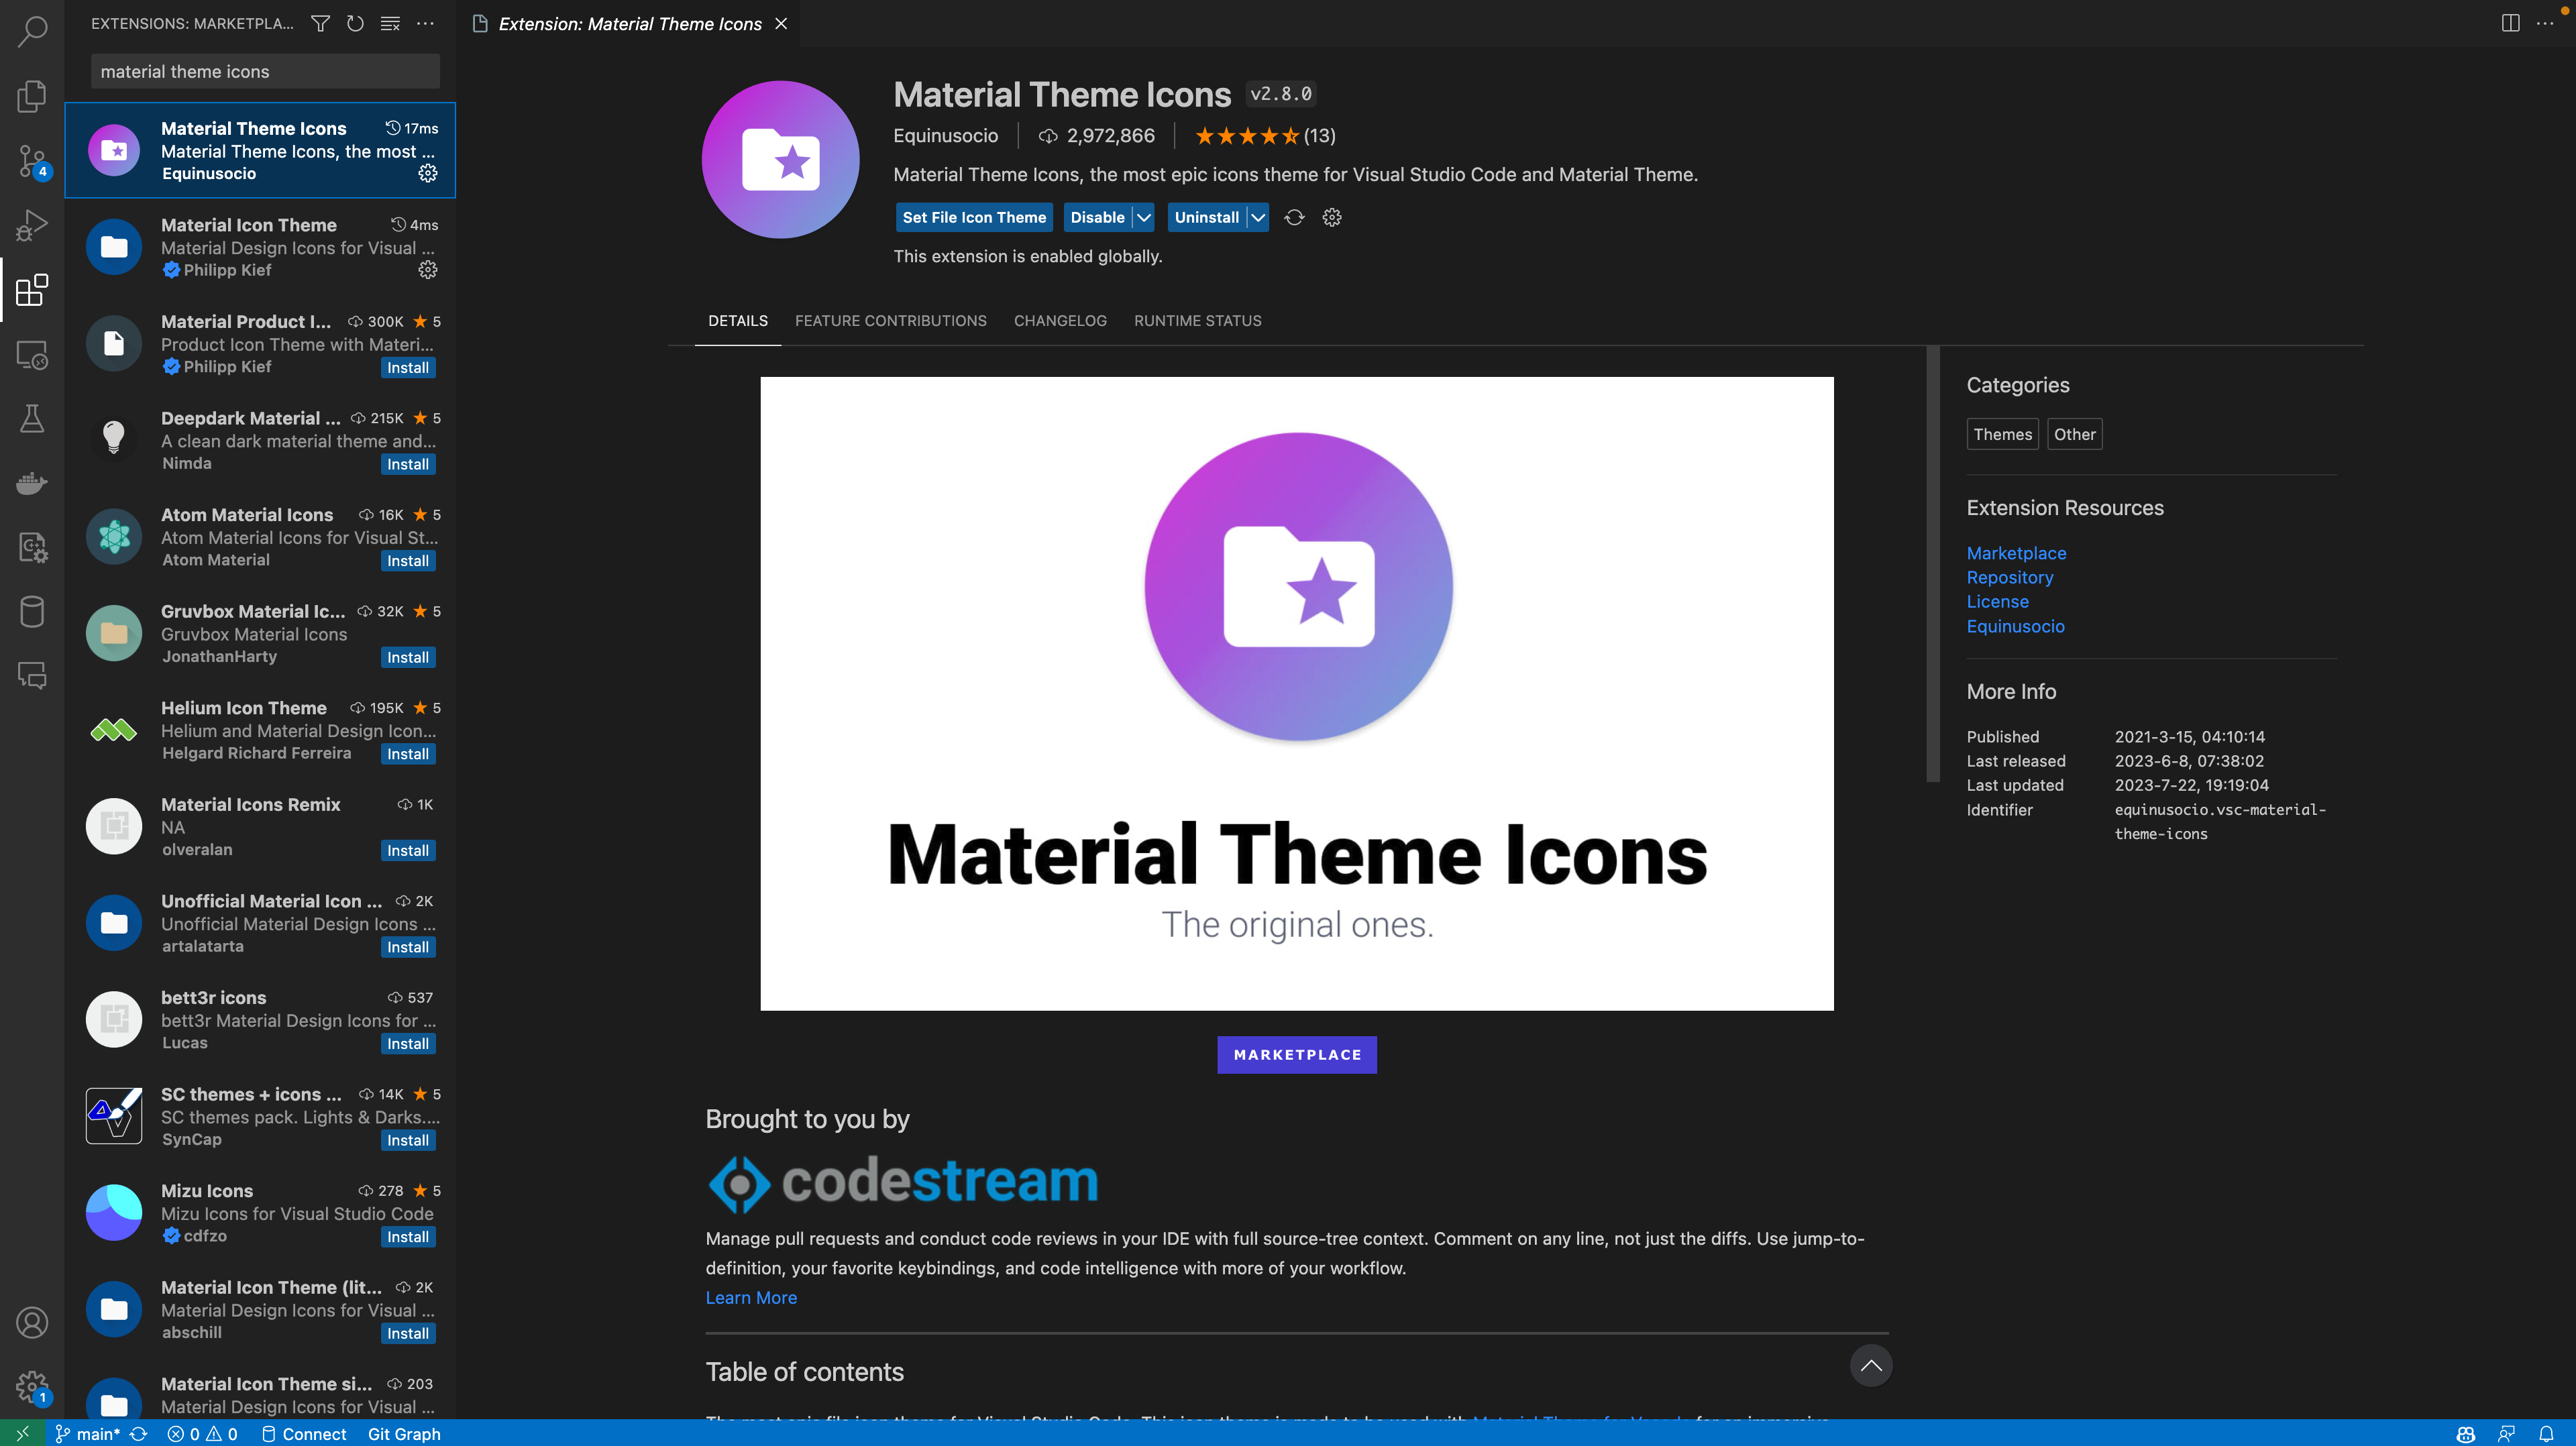 EXTENSIONS: MARKETPLA...
material theme icons
Material Theme Icons 17ms
Material Theme Icons, the most ...
Equinusocio
Material Icon Theme 4ms
Material Design Icons for Visual ...
Philipp Kief
Material Product I... 300K 5
Product Icon Theme with Materi...
Philipp Kief Install
Deepdark Material ... 215K 5
A clean dark material theme and...
Nimda Install
Atom Material Icons 16K 5
Atom Material Icons for Visual St...
Atom Material Install
Gruvbox Material Ic... 32K 5
Gruvbox Material Icons
JonathanHarty Install
Helium Icon Theme 195K 5
Helium and Material Design Icon...
Helgard Richard Ferreira Install
Material Icons Remix 1K
NA
olveralan Install
Unofficial Material Icon ... 2K
Unofficial Material Design Icons ...
artalatarta Install
bett3r icons 537
bett3r Material Design Icons for ...
Lucas Install
SC themes + icons ... 14K 5
SC themes pack. Lights & Darks....
SynCap Install
Mizu Icons 278 5
Mizu Icons for Visual Studio Code
cdfzo Install
Material Icon Theme (lit... 2K
Material Design Icons for Visual ...
abschill Install
Material Icon Theme si... 203
Material Design Icons for Visual ...
4
1
Extension: Material Theme Icons
Material Theme Icons v2.8.0
Equinusocio 2,972,866 (13)
Material Theme Icons, the most epic icons theme for Visual Studio Code and Material Theme.
Set File Icon Theme Disable Uninstall
This extension is enabled globally.
DETAILS FEATURE CONTRIBUTIONS CHANGELOG RUNTIME STATUS
Material Theme Icons
The original ones.
MARKETPLACE
Brought to you by
codestream
Manage pull requests and conduct code reviews in your IDE with full source-tree context. Comment on any line, not just the diffs. Use jump-to-
definition, your favorite keybindings, and code intelligence with more of your workflow.
Learn More
Table of contents
Categories
Themes Other
Extension Resources
Marketplace
Repository
License
Equinusocio
More Info
Published 2021-3-15, 04:10:14
Last released 2023-6-8, 07:38:02
Last updated 2023-7-22, 19:19:04
Identifier equinusocio.vsc-material-
theme-icons
main* 0 0 Connect Git Graph